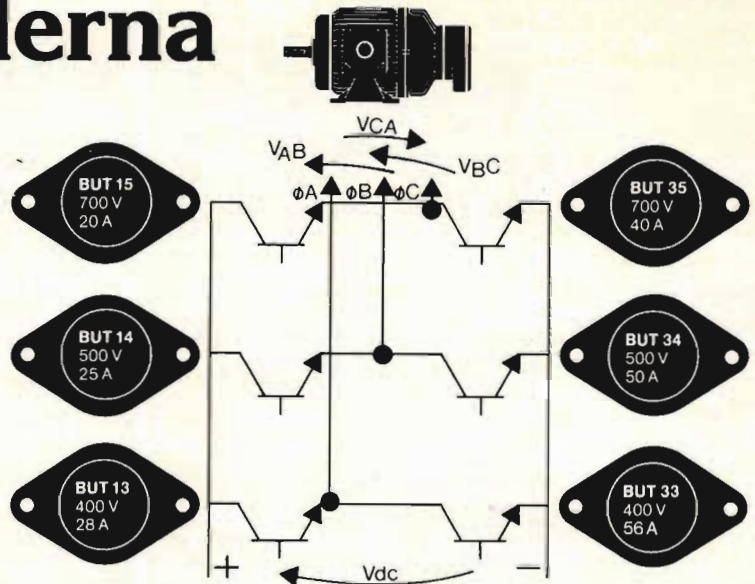 lerna
VCA
VAB
VBC
φA φB φC
BUT 15
700 V
20 A
BUT 35
700 V
40 A
BUT 14
500 V
25 A
BUT 34
500 V
50 A
BUT 13
400 V
28 A
BUT 33
400 V
56 A
+
Vdc
−